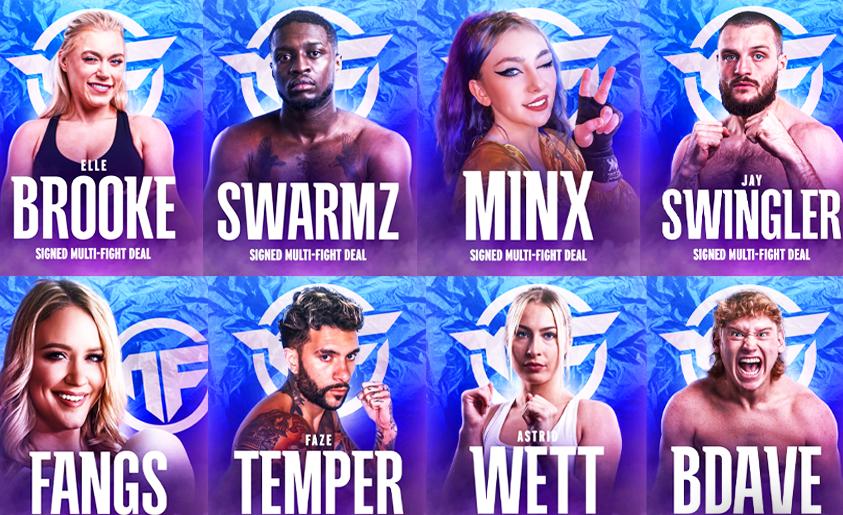 ELLE
BROOKE
SIGNED MULTI-FIGHT DEAL
SWARMZ
SIGNED MULTI-FIGHT DEAL
MINX
SIGNED MULTI-FIGHT DEAL
JAY
SWINGLER
SIGNED MULTI-FIGHT DEAL
FANGS
FAZE
TEMPER
ASTRID
WETT
BDAVE